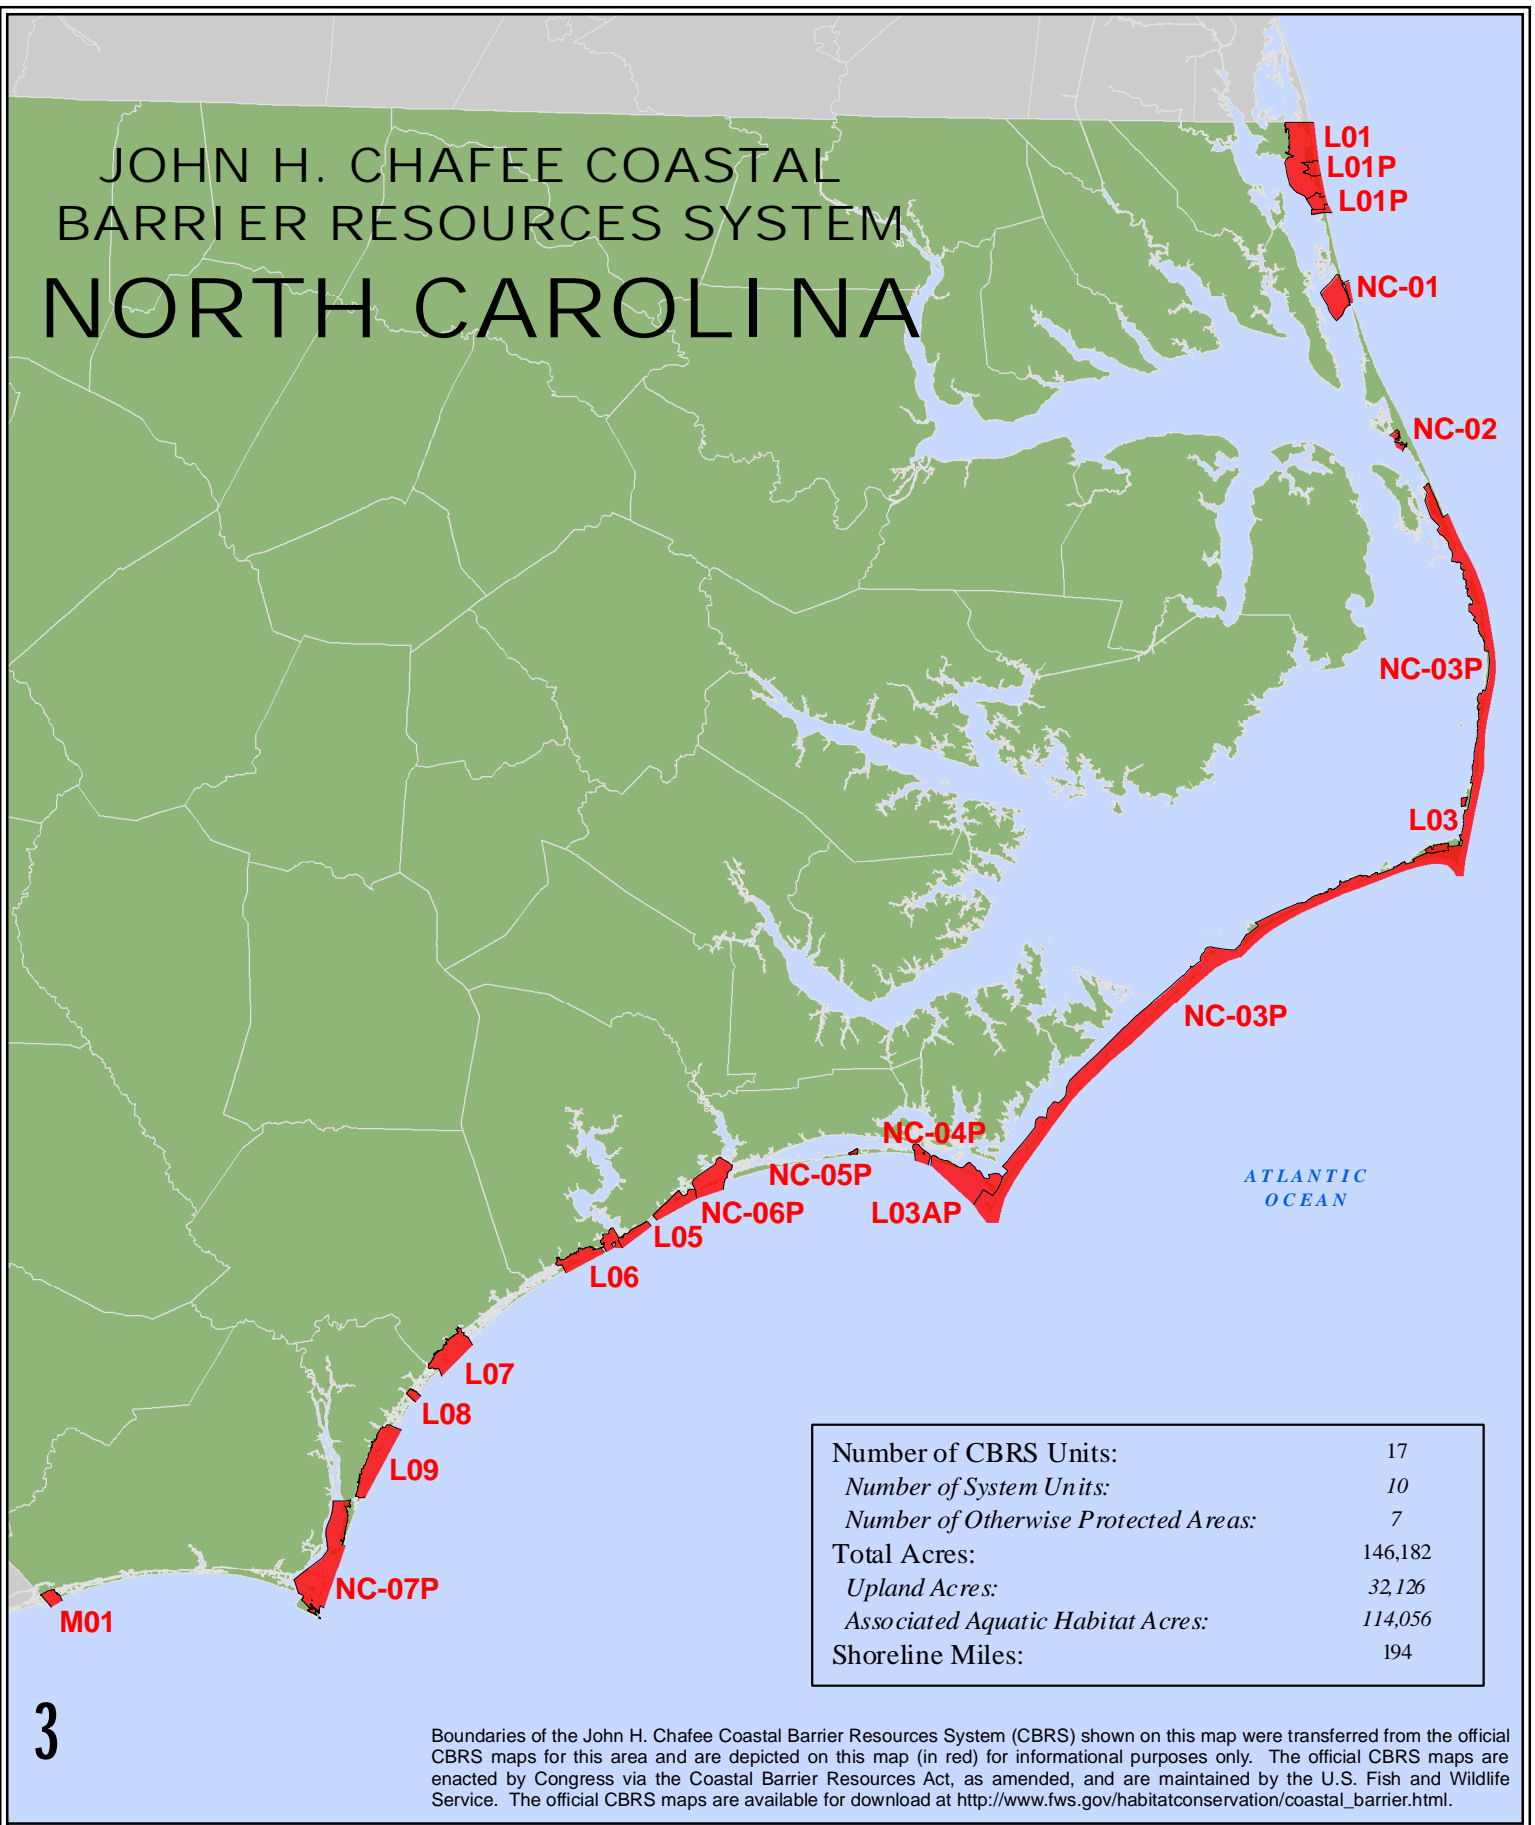 JOHN H. CHAFEE COASTAL
BARRIER RESOURCES SYSTEM
NORTH CAROLINA
L01
L01P
L01P
NC-01
NC-02
NC-03P
L03
NC-03P
NC-04P
NC-05P
L03AP
NC-06P
L05
L06
L07
L08
L09
NC-07P
M01
ATLANTIC
OCEAN
Number of CBRS Units: 17
Number of System Units: 10
Number of Otherwise Protected Areas: 7
Total Acres: 146,182
Upland Acres: 32,126
Associated Aquatic Habitat Acres: 114,056
Shoreline Miles: 194
3
Boundaries of the John H. Chafee Coastal Barrier Resources System (CBRS) shown on this map were transferred from the official
CBRS maps for this area and are depicted on this map (in red) for informational purposes only. The official CBRS maps are
enacted by Congress via the Coastal Barrier Resources Act, as amended, and are maintained by the U.S. Fish and Wildlife
Service. The official CBRS maps are available for download at http://www.fws.gov/habitatconservation/coastal_barrier.html.